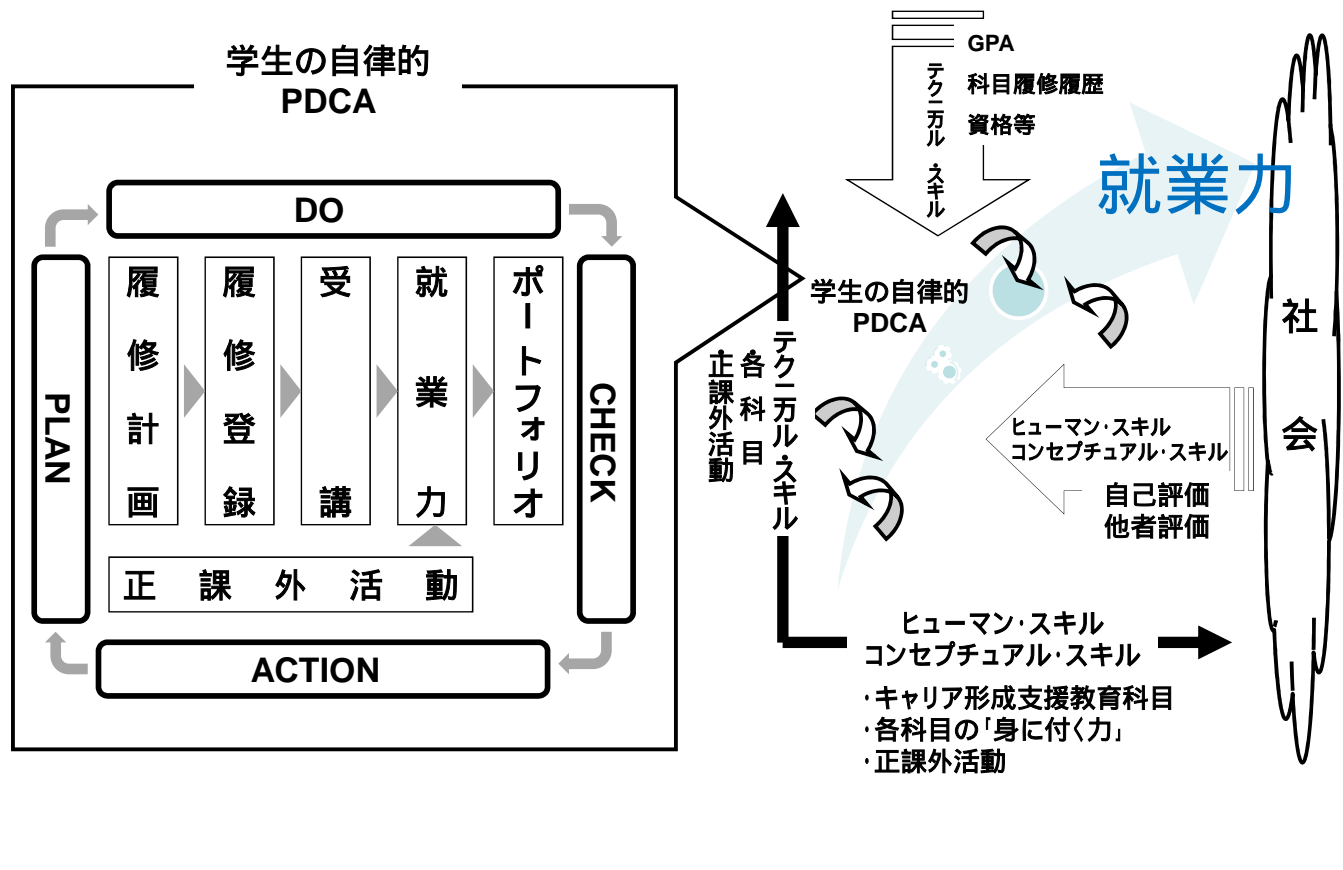 学生の自律的
PDCA
DO
PLAN
履修計画
履修登録
受講
就業力
ポートフォリオ
CHECK
正課外活動
ACTION
GPA
科目履修履歴
資格等
テクニカル・スキル
就業力
学生の自律的
PDCA
テクニカル・スキル
・各科目
・正課外活動
ヒューマン・スキル
コンセプチュアル・スキル
自己評価
他者評価
社会
ヒューマン・スキル
コンセプチュアル・スキル
・キャリア形成支援教育科目
・各科目の「身に付く力」
・正課外活動